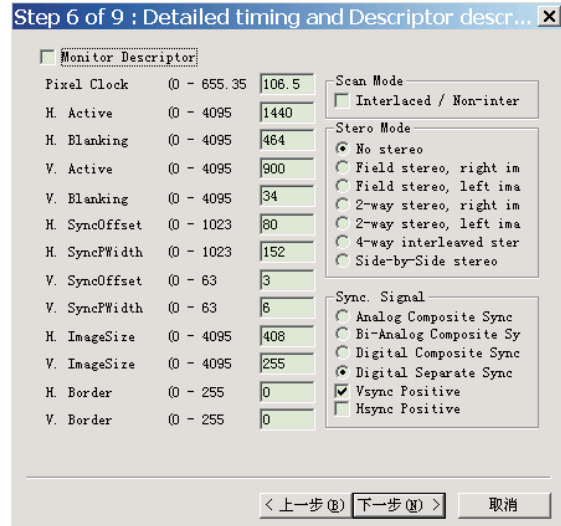 Step 6 of 9 : Detailed timing and Descriptor descr...
Monitor Descriptor
Pixel Clock (0 - 655.35 106.5
H. Active (0 - 4095 1440
H. Blanking (0 - 4095 464
V. Active (0 - 4095 900
V. Blanking (0 - 4095 34
H. SyncOffset (0 - 1023 80
H. SyncPWidth (0 - 1023 152
V. SyncOffset (0 - 63 3
V. SyncPWidth (0 - 63 6
H. ImageSize (0 - 4095 408
V. ImageSize (0 - 4095 255
H. Border (0 - 255 0
V. Border (0 - 255 0
Scan Mode
Interlaced / Non-inter
Stero Mode
No stereo
Field stereo, right im
Field stereo, left ima
2-way stereo, right im
2-way stereo, left ima
4-way interleaved ster
Side-by-Side stereo
Sync. Signal
Analog Composite Sync
Bi-Analog Composite Sy
Digital Composite Sync
Digital Separate Sync
Vsync Positive
Hsync Positive
< 上一步(B) 下一步(N) > 取消